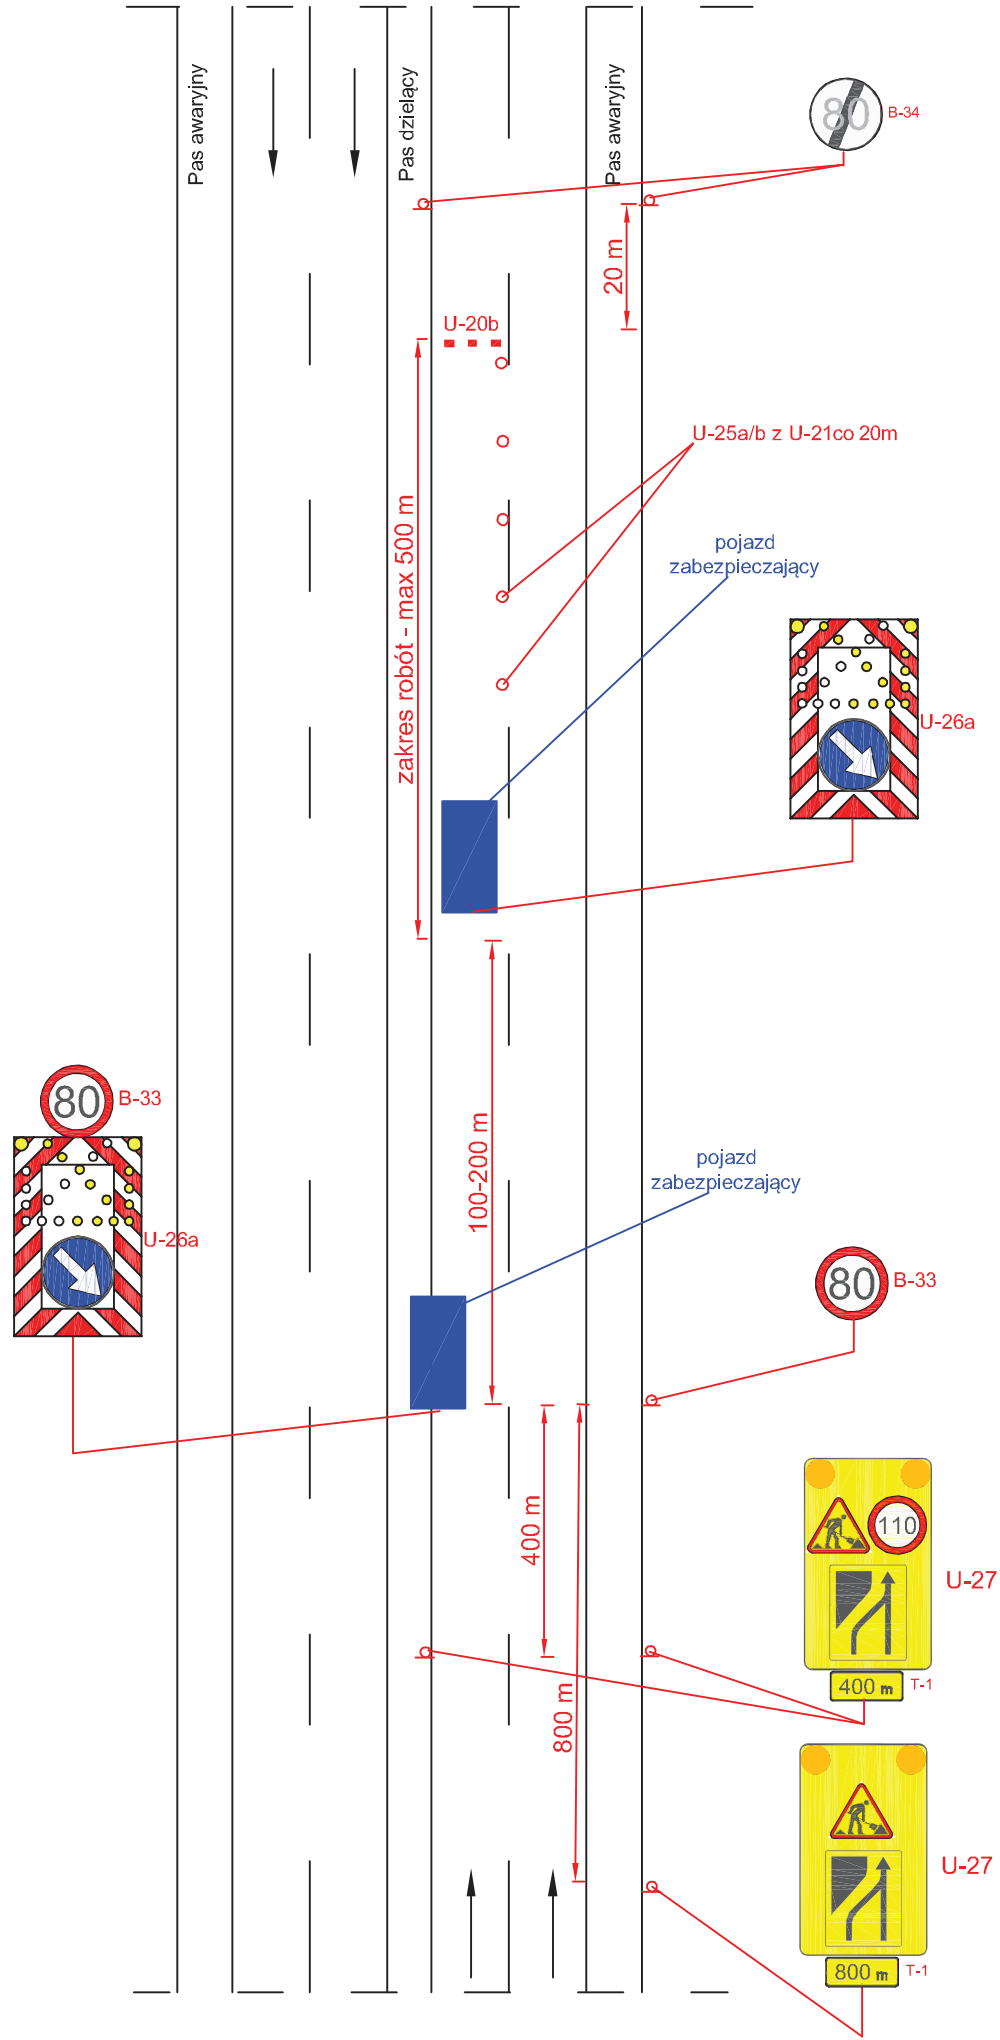 Pas awaryjny
Pas dzielący
Pas awaryjny
80
B-34
20 m
U-20b
U-25a/b z U-21co 20m
zakres robót - max 500 m
pojazd
zabezpieczający
U-26a
80
B-33
U-26a
100-200 m
pojazd
zabezpieczający
80
B-33
400 m
110
U-27
400 m
T-1
800 m
U-27
800 m
T-1